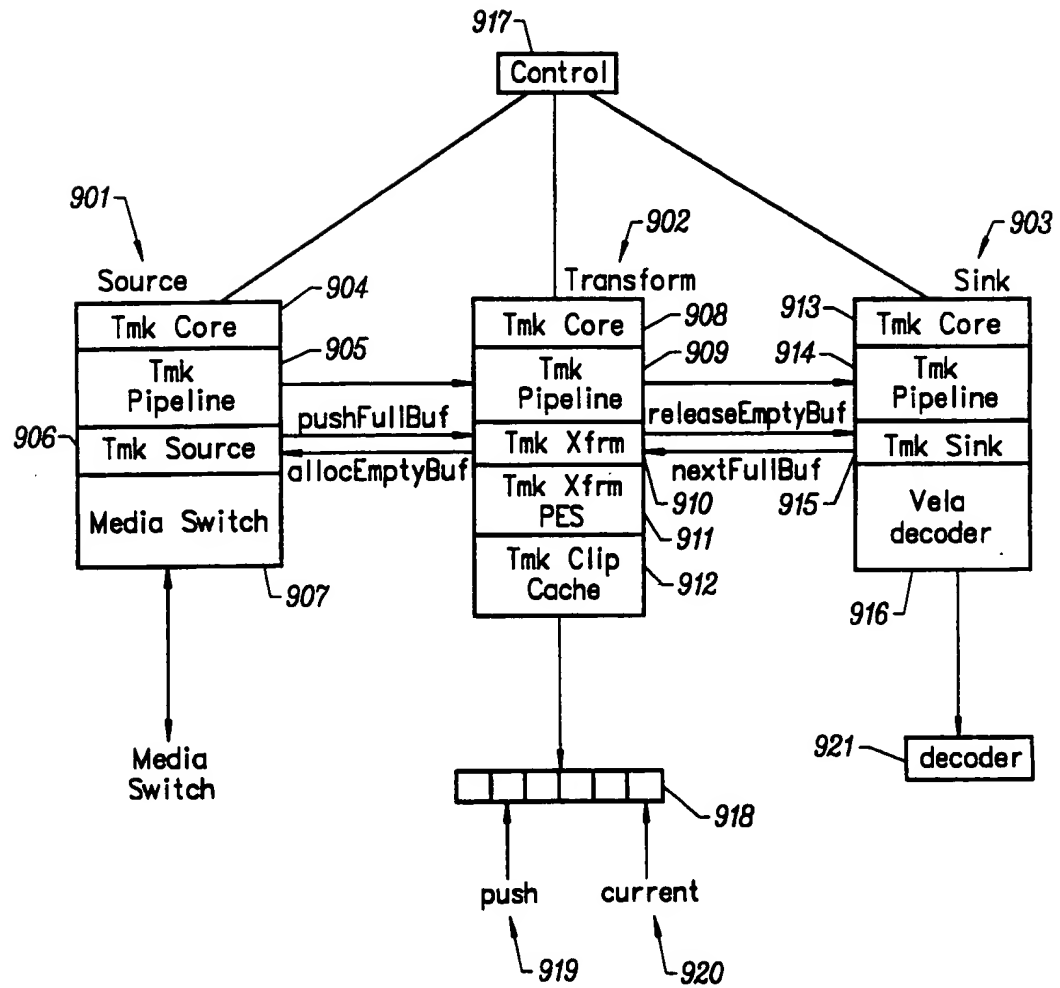 917
Control
901
902
903
Source
904
Transform
908
Sink
913
Tmk Core
Tmk Core
Tmk Core
905
909
914
Tmk
Pipeline
Tmk
Pipeline
Tmk
Pipeline
pushFullBuf
releaseEmptyBuf
906
Tmk Source
Tmk Xfrm
Tmk Sink
allocEmptyBuf
nextFullBuf
910
915
Media Switch
Tmk Xfrm
PES
Vela
decoder
911
Tmk Clip
Cache
912
907
916
Media
Switch
921
decoder
918
push
current
919
920